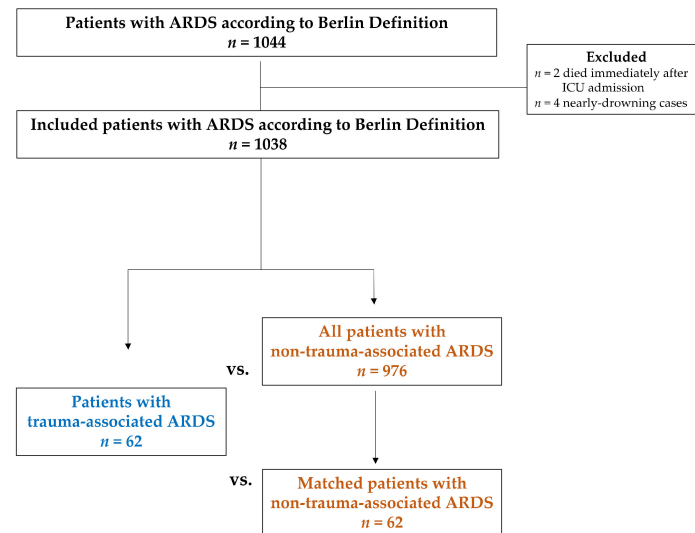 Patients with ARDS according to Berlin Definition
n = 1044
Excluded
n = 2 died immediately after
ICU admission
n = 4 nearly-drowning cases
Included patients with ARDS according to Berlin Definition
n = 1038
All patients with
non-trauma-associated ARDS
n = 976
vs.
Patients with
trauma-associated ARDS
n = 62
vs.
Matched patients with
non-trauma-associated ARDS
n = 62